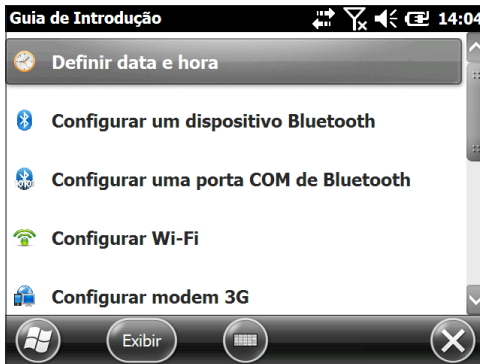 Guia de Introdução 14:04
Definir data e hora
Configurar um dispositivo Bluetooth
Configurar uma porta COM de Bluetooth
Configurar Wi-Fi
Configurar modem 3G
Exibir